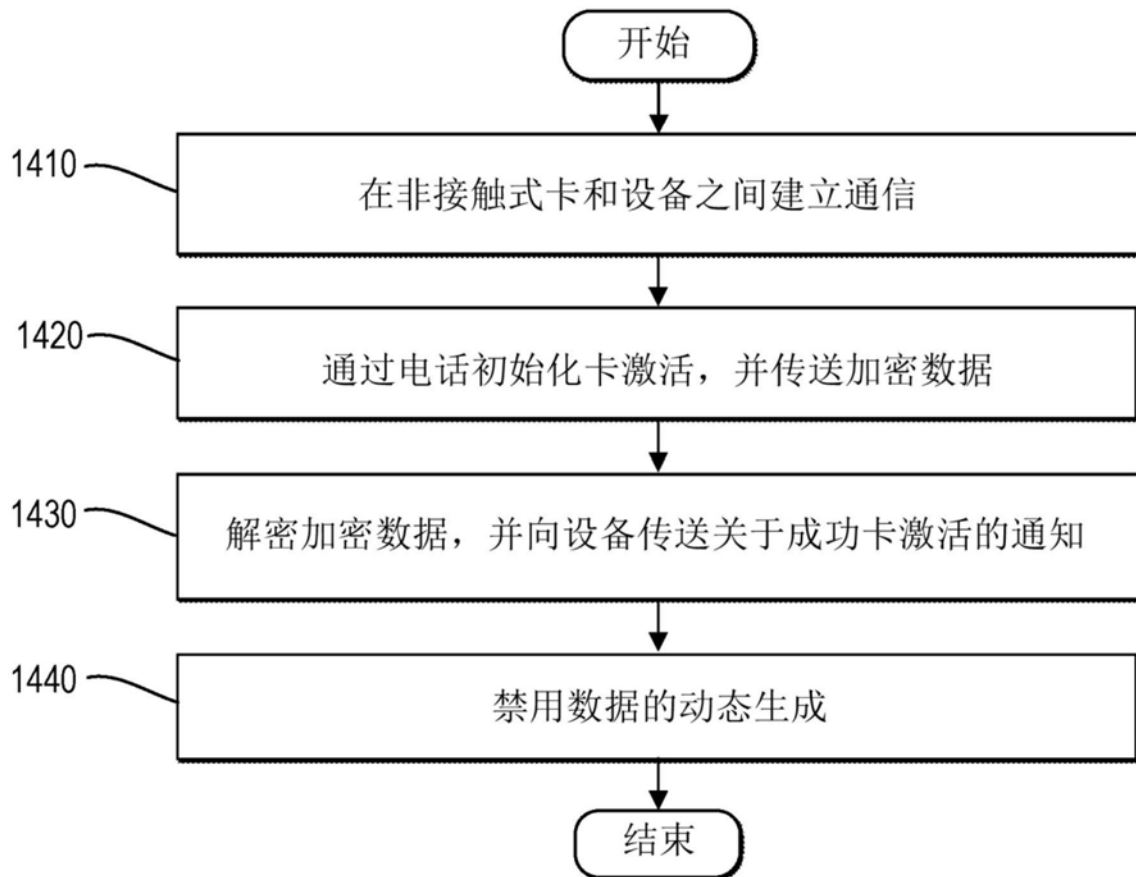 开始
1410
在非接触式卡和设备之间建立通信
1420
通过电话初始化卡激活，并传送加密数据
1430
解密加密数据，并向设备传送关于成功卡激活的通知
1440
禁用数据的动态生成
结束